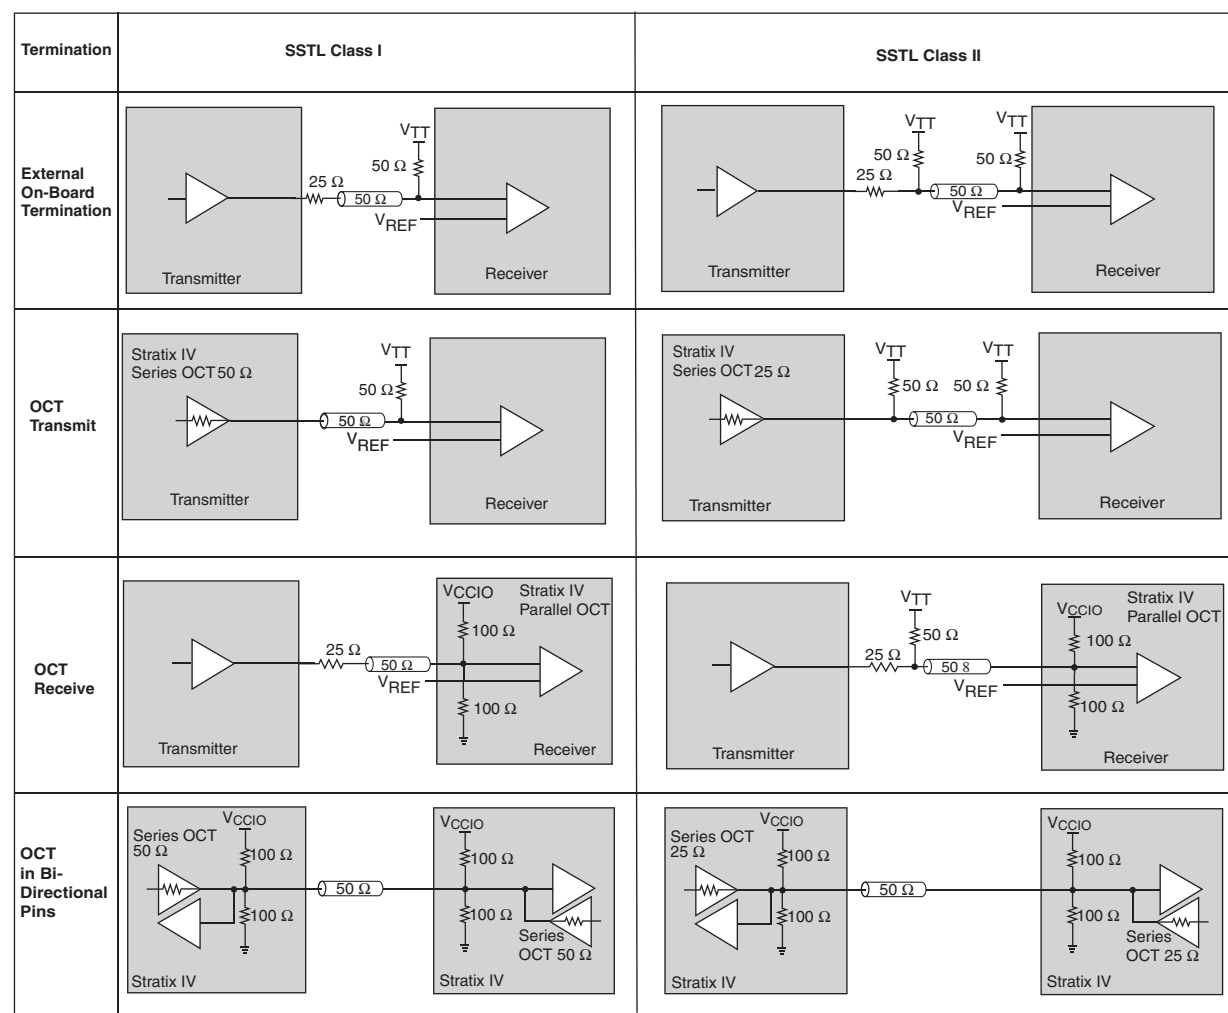 Termination
SSTL Class I
SSTL Class II
External
On-Board
Termination
VTT
50 Ω
25 Ω
50 Ω
VREF
Transmitter
Receiver
VTT
VTT
50 Ω
50 Ω
25 Ω
50 Ω
VREF
Transmitter
Receiver
OCT
Transmit
Stratix IV
Series OCT 50 Ω
VTT
50 Ω
50 Ω
VREF
Transmitter
Receiver
Stratix IV
Series OCT 25 Ω
VTT
VTT
50 Ω
50 Ω
50 Ω
VREF
Transmitter
Receiver
OCT
Receive
VCCIO
Stratix IV
Parallel OCT
100 Ω
25 Ω
50 Ω
VREF
100 Ω
Transmitter
Receiver
VTT
50 Ω
25 Ω
50 8
VREF
VCCIO
Stratix IV
Parallel OCT
100 Ω
100 Ω
Transmitter
Receiver
OCT
in Bi-
Directional
Pins
Series OCT
50 Ω
VCCIO
100 Ω
100 Ω
Stratix IV
50 Ω
VCCIO
100 Ω
100 Ω
Series
OCT 50 Ω
Stratix IV
Series OCT
25 Ω
VCCIO
100 Ω
100 Ω
Stratix IV
50 Ω
VCCIO
100 Ω
100 Ω
Series
OCT 25 Ω
Stratix IV